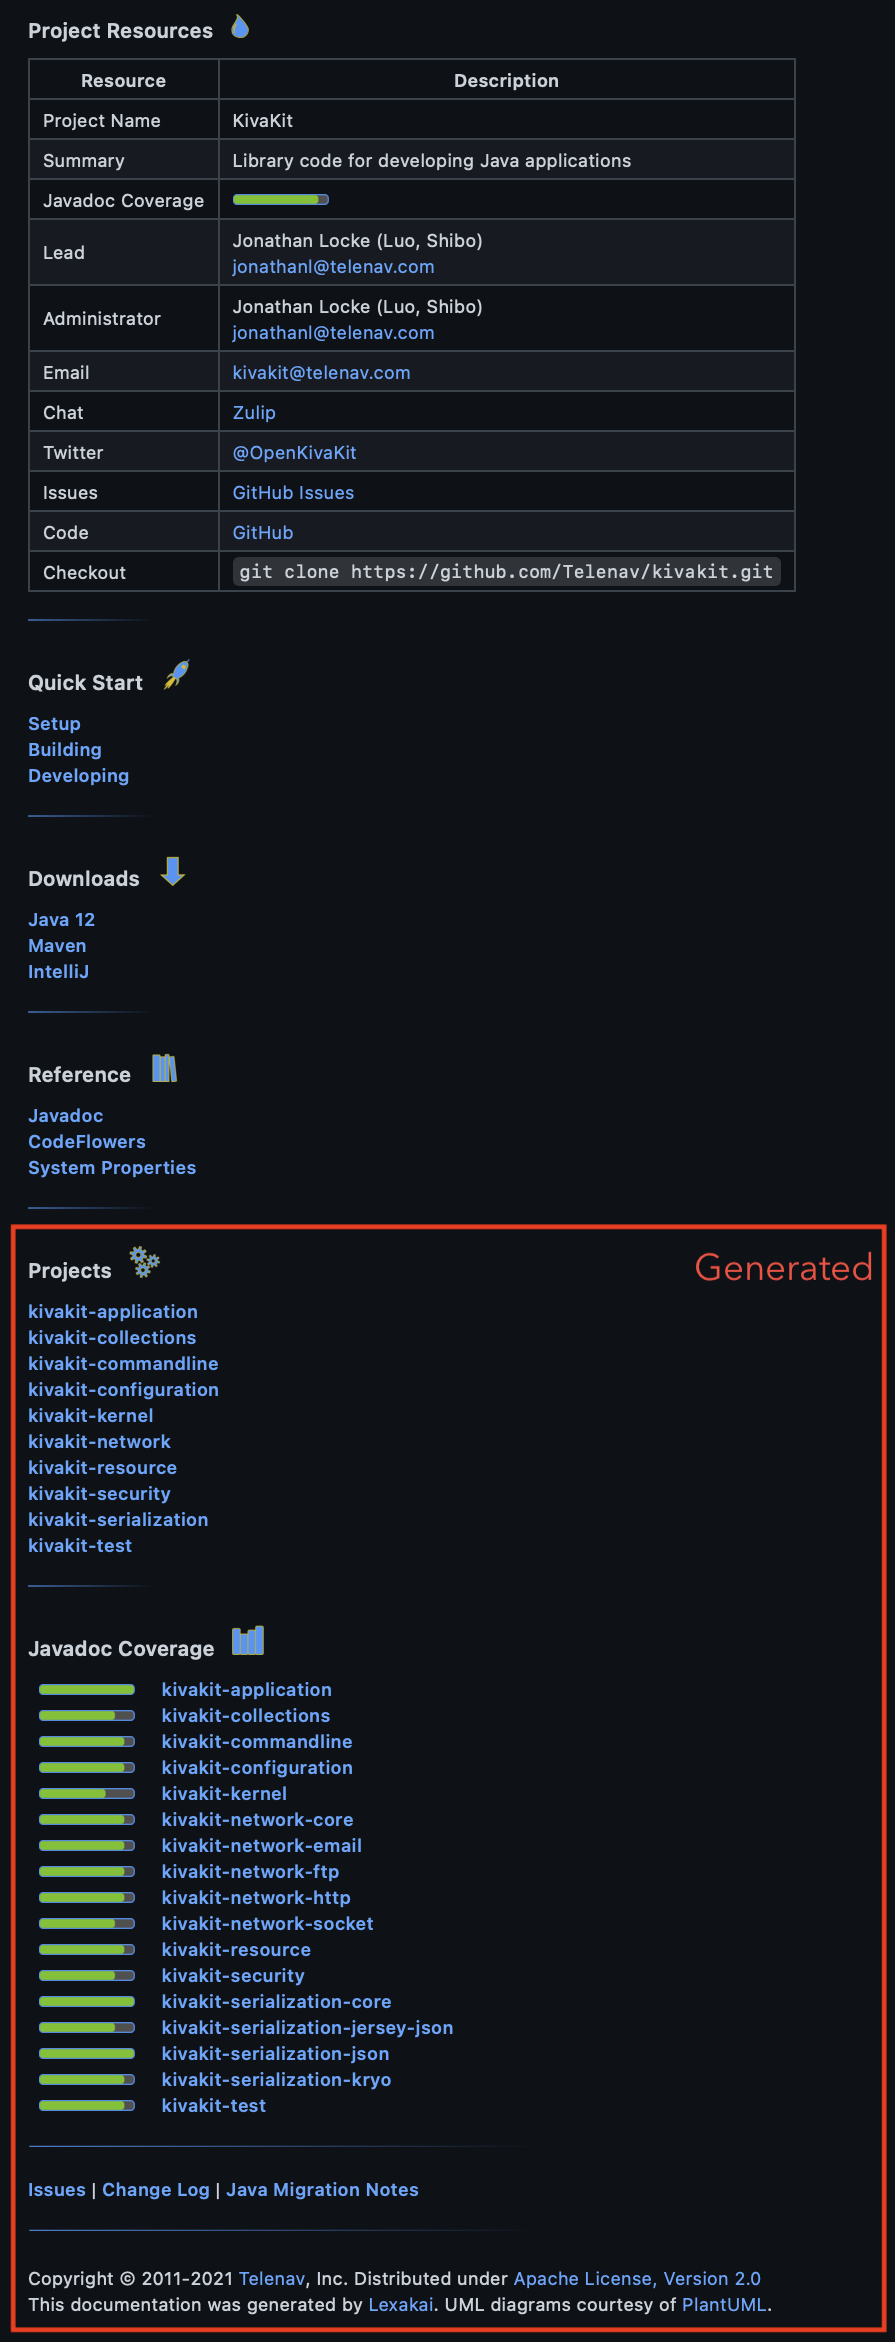 Project Resources
Resource Description
Project Name KivaKit
Summary Library code for developing Java applications
Javadoc Coverage
Lead Jonathan Locke (Luo, Shibo)
jonathanl@telenav.com
Administrator Jonathan Locke (Luo, Shibo)
jonathanl@telenav.com
Email kivakit@telenav.com
Chat Zulip
Twitter @OpenKivaKit
Issues GitHub Issues
Code GitHub
Checkout git clone https://github.com/Telenav/kivakit.git
Quick Start
Setup
Building
Developing
Downloads
Java 12
Maven
IntelliJ
Reference
Javadoc
CodeFlowers
System Properties
Projects Generated
kivakit-application
kivakit-collections
kivakit-commandline
kivakit-configuration
kivakit-kernel
kivakit-network
kivakit-resource
kivakit-security
kivakit-serialization
kivakit-test
Javadoc Coverage
kivakit-application
kivakit-collections
kivakit-commandline
kivakit-configuration
kivakit-kernel
kivakit-network-core
kivakit-network-email
kivakit-network-ftp
kivakit-network-http
kivakit-network-socket
kivakit-resource
kivakit-security
kivakit-serialization-core
kivakit-serialization-jersey-json
kivakit-serialization-json
kivakit-serialization-kryo
kivakit-test
Issues | Change Log | Java Migration Notes
Copyright © 2011-2021 Telenav, Inc. Distributed under Apache License, Version 2.0
This documentation was generated by Lexakai. UML diagrams courtesy of PlantUML.